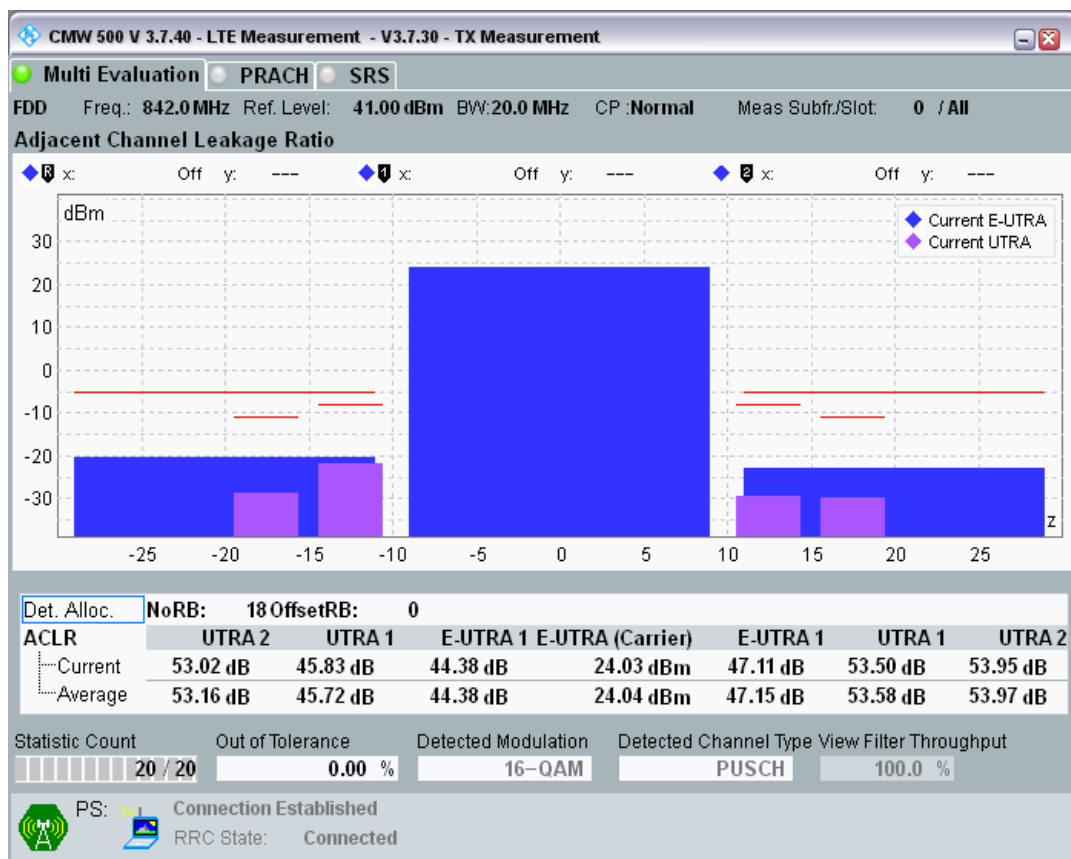 CMW 500 V 3.7.40 - LTE Measurement - V3.7.30 - TX Measurement
Multi Evaluation PRACH SRS
FDD Freq.: 842.0 MHz Ref. Level: 41.00 dBm BW:20.0 MHz CP :Normal Meas Subfr./Slot: 0 / All
Adjacent Channel Leakage Ratio
R x: Off y: --- 1 x: Off y: --- 2 x: Off y: ---
dBm
Current E-UTRA
Current UTRA
30
20
10
0
-10
-20
-30
z
-25 -20 -15 -10 -5 0 5 10 15 20 25
Det. Alloc. NoRB: 18 OffsetRB: 0
ACLR UTRA 2 UTRA 1 E-UTRA 1 E-UTRA (Carrier) E-UTRA 1 UTRA 1 UTRA 2
Current 53.02 dB 45.83 dB 44.38 dB 24.03 dBm 47.11 dB 53.50 dB 53.95 dB
Average 53.16 dB 45.72 dB 44.38 dB 24.04 dBm 47.15 dB 53.58 dB 53.97 dB
Statistic Count Out of Tolerance Detected Modulation Detected Channel Type View Filter Throughput
20 / 20 0.00 % 16-QAM PUSCH 100.0 %
PS: Connection Established
RRC State: Connected